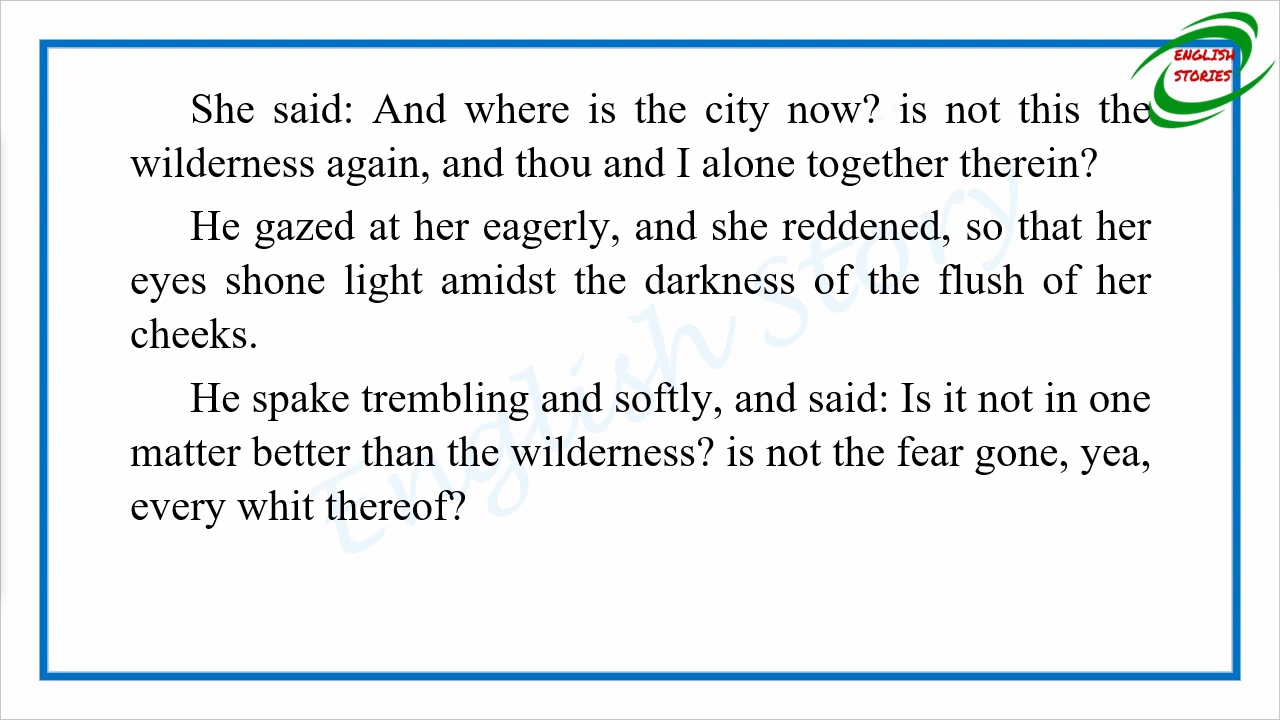 ENGLISH
STORIES
She said: And where is the city now? is not this the
wilderness again, and thou and I alone together therein?
He gazed at her eagerly, and she reddened, so that her
eyes shone light amidst the darkness of the flush of her
cheeks.
He spake trembling and softly, and said: Is it not in one
matter better than the wilderness? is not the fear gone, yea,
every whit thereof?
English Story